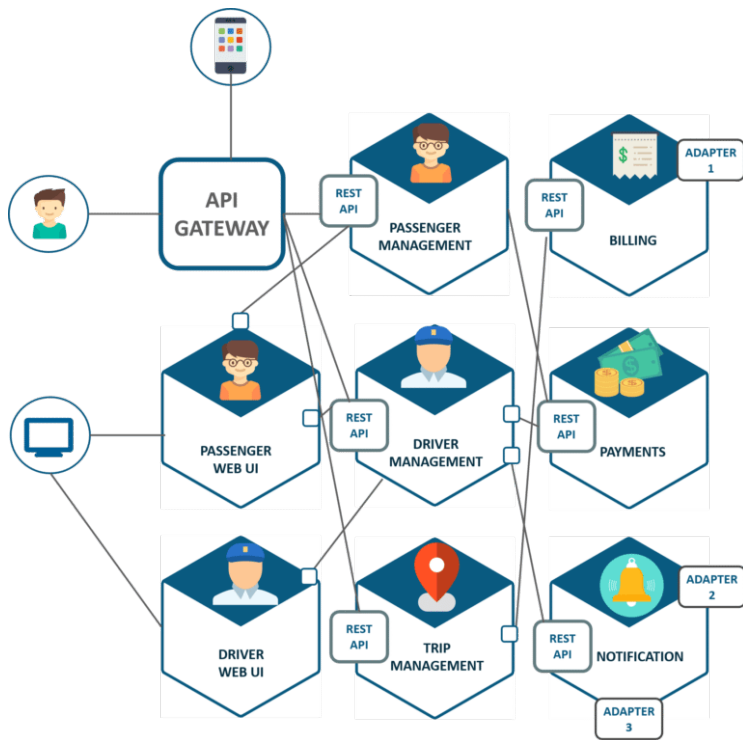 API
GATEWAY
REST
API
PASSENGER
MANAGEMENT
REST
API
BILLING
ADAPTER
1
PASSENGER
WEB UI
REST
API
DRIVER
MANAGEMENT
REST
API
PAYMENTS
DRIVER
WEB UI
REST
API
TRIP
MANAGEMENT
REST
API
NOTIFICATION
ADAPTER
2
ADAPTER
3